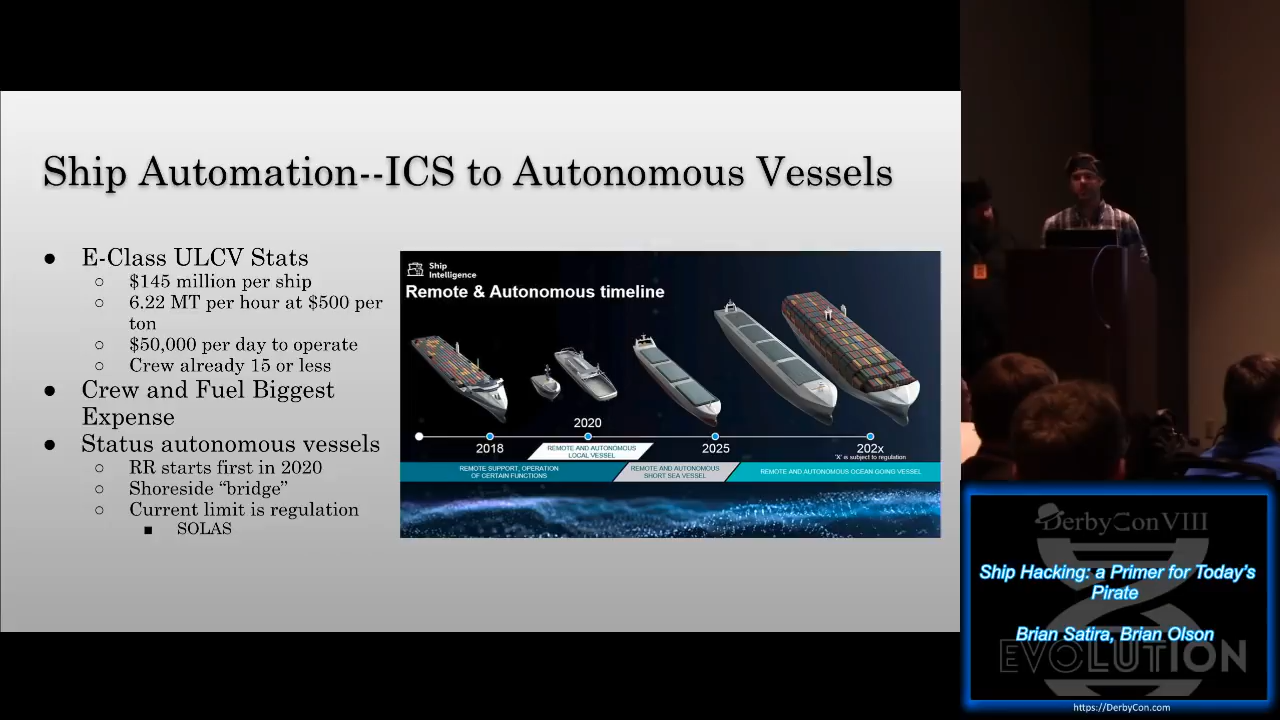 Ship Automation--ICS to Autonomous Vessels
● E-Class ULCV Stats
○ $145 million per ship
○ 6.22 MT per hour at $500 per
ton
○ $50,000 per day to operate
○ Crew already 15 or less
● Crew and Fuel Biggest
Expense
● Status autonomous vessels
○ RR starts first in 2020
○ Shoreside “bridge”
○ Current limit is regulation
■ SOLAS
Ship
Intelligence
Remote & Autonomous timeline
2018
2020
2025
202x
'X' is subject to regulation
REMOTE AND AUTONOMOUS
LOCAL VESSEL
REMOTE SUPPORT, OPERATION
OF CERTAIN FUNCTIONS
REMOTE AND AUTONOMOUS
SHORT SEA VESSEL
REMOTE AND AUTONOMOUS OCEAN GOING VESSEL
DerbyCon VIII
Ship Hacking: a Primer for Today's
Pirate
Brian Satira, Brian Olson
EVOLUTION
https://DerbyCon.com